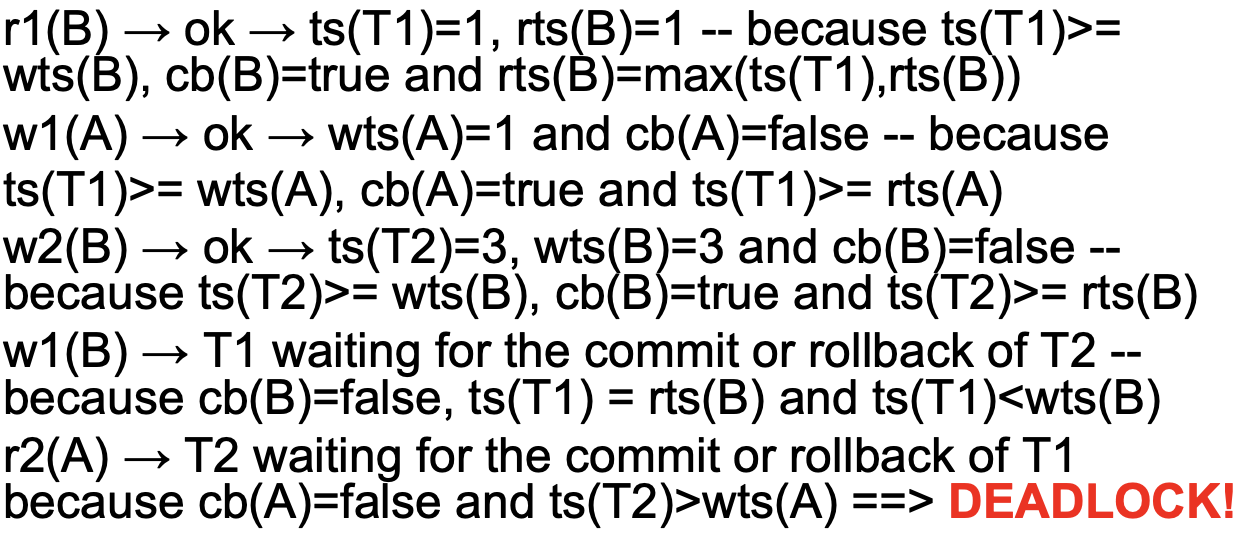 r1(B) → ok → ts(T1)=1, rts(B)=1 -- because ts(T1)>=
wts(B), cb(B)=true and rts(B)=max(ts(T1),rts(B))
w1(A) → ok → wts(A)=1 and cb(A)=false -- because
ts(T1)>= wts(A), cb(A)=true and ts(T1)>= rts(A)
w2(B) → ok → ts(T2)=3, wts(B)=3 and cb(B)=false --
because ts(T2)>= wts(B), cb(B)=true and ts(T2)>= rts(B)
w1(B) → T1 waiting for the commit or rollback of T2 --
because cb(B)=false, ts(T1) = rts(B) and ts(T1)<wts(B)
r2(A) → T2 waiting for the commit or rollback of T1
because cb(A)=false and ts(T2)>wts(A) ==> DEADLOCK!